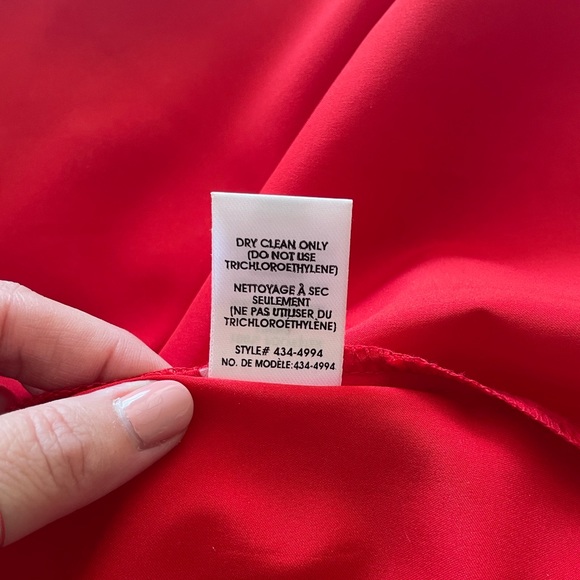 DRY CLEAN ONLY
(DO NOT USE
TRICHLOROETHYLENE)
NETTOYAGE À SEC
SEULEMENT
(NE PAS UTILISER DU
TRICHLOROÉTHYLÈNE)
STYLE# 434-4994
NO. DE MODÈLE:434-4994